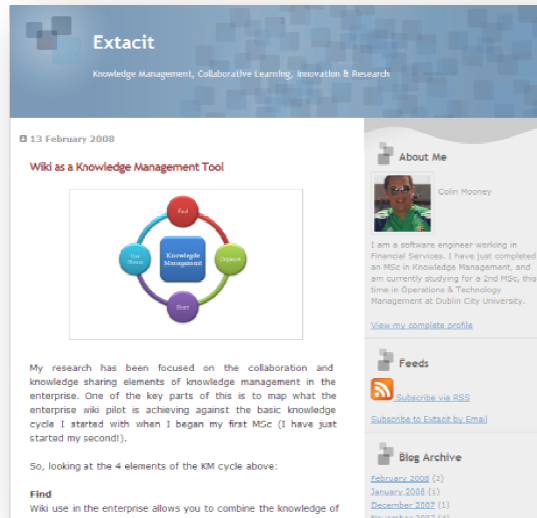 Extacit
Knowledge Management, Collaborative Learning, Innovation & Research
13 February 2008
Wiki as a Knowledge Management Tool
Find
Knowlegde
Management
Organize
Share
My research has been focused on the collaboration and
knowledge sharing elements of knowledge management in the
enterprise. One of the key parts of this is to map what the
enterprise wiki pilot is achieving against the basic knowledge
cycle I started with when I began my first MSc (I have just
started my second!).
So, looking at the 4 elements of the KM cycle above:
Find
Wiki use in the enterprise allows you to combine the knowledge of
About Me
Colin Mooney
I am a software engineer working in
Financial Services. I have just completed
an MSc in Knowledge Management, and
am currently studying for a 2nd MSc, this
time in Operations & Technology
Management at Dublin City University.
View my complete profile
Feeds
Subscribe via RSS
Subscribe to Extacit by Email
Blog Archive
February 2008 (2)
January 2008 (1)
December 2007 (1)
November 2007 (4)